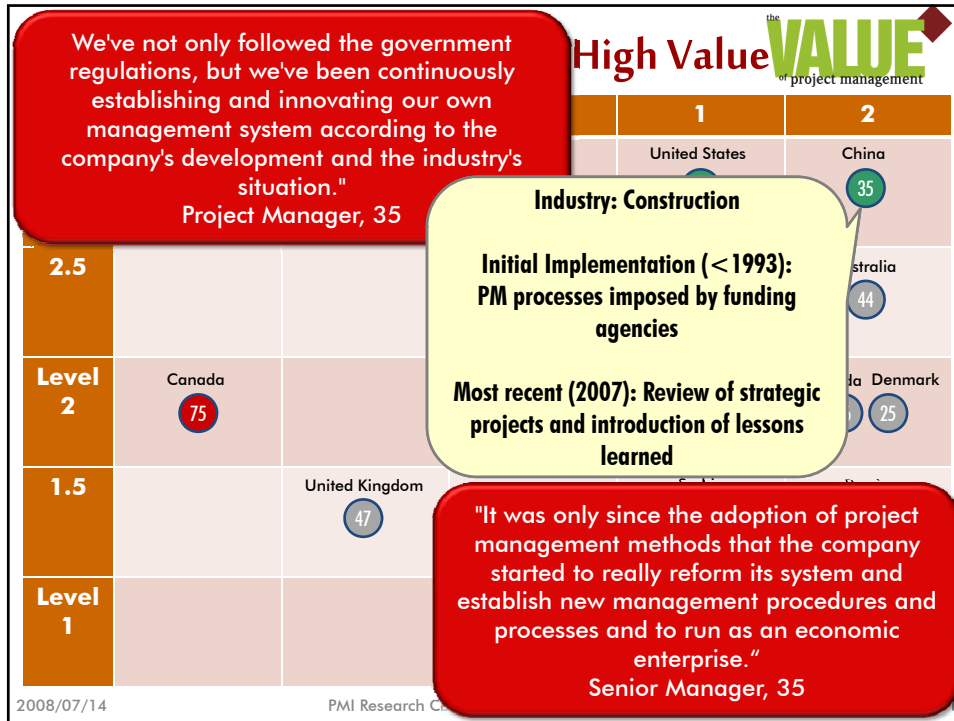 We've not only followed the government
regulations, but we've been continuously
establishing and innovating our own
management system according to the
company's development and the industry's
situation."
Project Manager, 35
High Value
the
VALUE
of project management
1
2
United States
China
35
Industry: Construction
Initial Implementation (<1993):
PM processes imposed by funding
agencies
Most recent (2007): Review of strategic
projects and introduction of lessons
learned
2.5
stralia
44
Level
2
Canada
75
da Denmark
25
1.5
United Kingdom
47
"It was only since the adoption of project
management methods that the company
started to really reform its system and
establish new management procedures and
processes and to run as an economic
enterprise.“
Senior Manager, 35
Level
1
2008/07/14
PMI Research